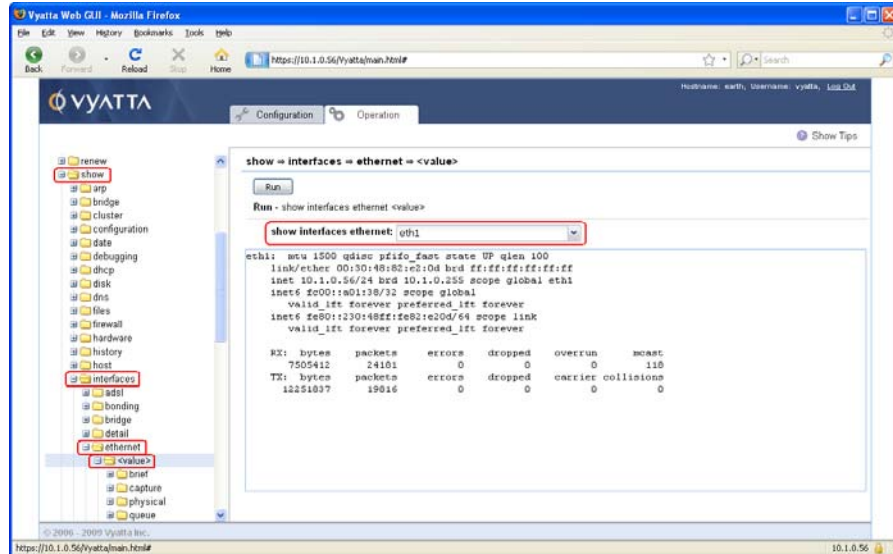 Vyatta Web GUI - Mozilla Firefox
File Edit View History Bookmarks Tools Help
Back Forward Reload Stop Home https://10.1.0.56/Vyatta/main.html# Search
VYATTA
Hostname: earth, Username: vyatta, Log Out
Configuration Operation
Show Tips
renew
show
arp
bridge
cluster
configuration
date
debugging
dhcp
disk
dns
files
firewall
hardware
history
host
interfaces
adsl
bonding
bridge
detail
ethernet
<value>
brief
capture
physical
queue
show ⇒ interfaces ⇒ ethernet ⇒ <value>
Run
Run - show interfaces ethernet <value>
show interfaces ethernet: eth1
eth1: mtu 1500 qdisc pfifo_fast state UP qlen 100
link/ether 00:30:48:82:e2:0d brd ff:ff:ff:ff:ff:ff
inet 10.1.0.56/24 brd 10.1.0.255 scope global eth1
inet6 fc00::a01:38/32 scope global
valid_lft forever preferred_lft forever
inet6 fe80::230:48ff:fe82:e20d/64 scope link
valid_lft forever preferred_lft forever
RX: bytes packets errors dropped overrun mcast
7505412 24181 0 0 0 118
TX: bytes packets errors dropped carrier collisions
12251837 19816 0 0 0 0
© 2006 - 2009 Vyatta Inc.
https://10.1.0.56/Vyatta/main.html# 10.1.0.56